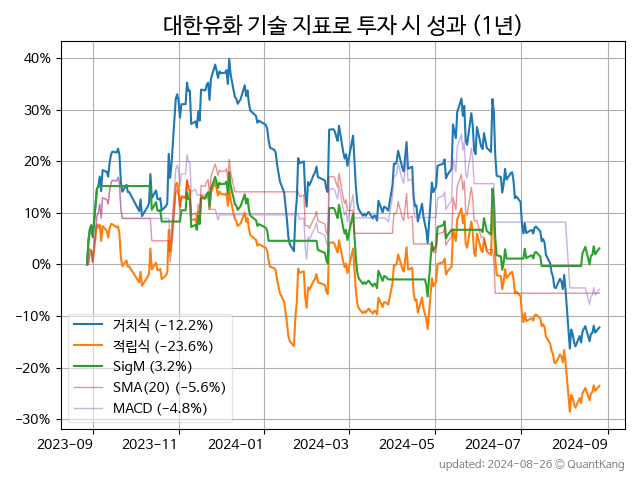 대한유화 기술 지표로 투자 시 성과 (1년)
40%
30%
20%
10%
0%
−10%
−20%
−30%
거치식 (−12.2%)
적립식 (−23.6%)
SigM (3.2%)
SMA(20) (−5.6%)
MACD (−4.8%)
2023-09
2023-11
2024-01
2024-03
2024-05
2024-07
2024-09
updated: 2024-08-26 ⓒ QuantKang